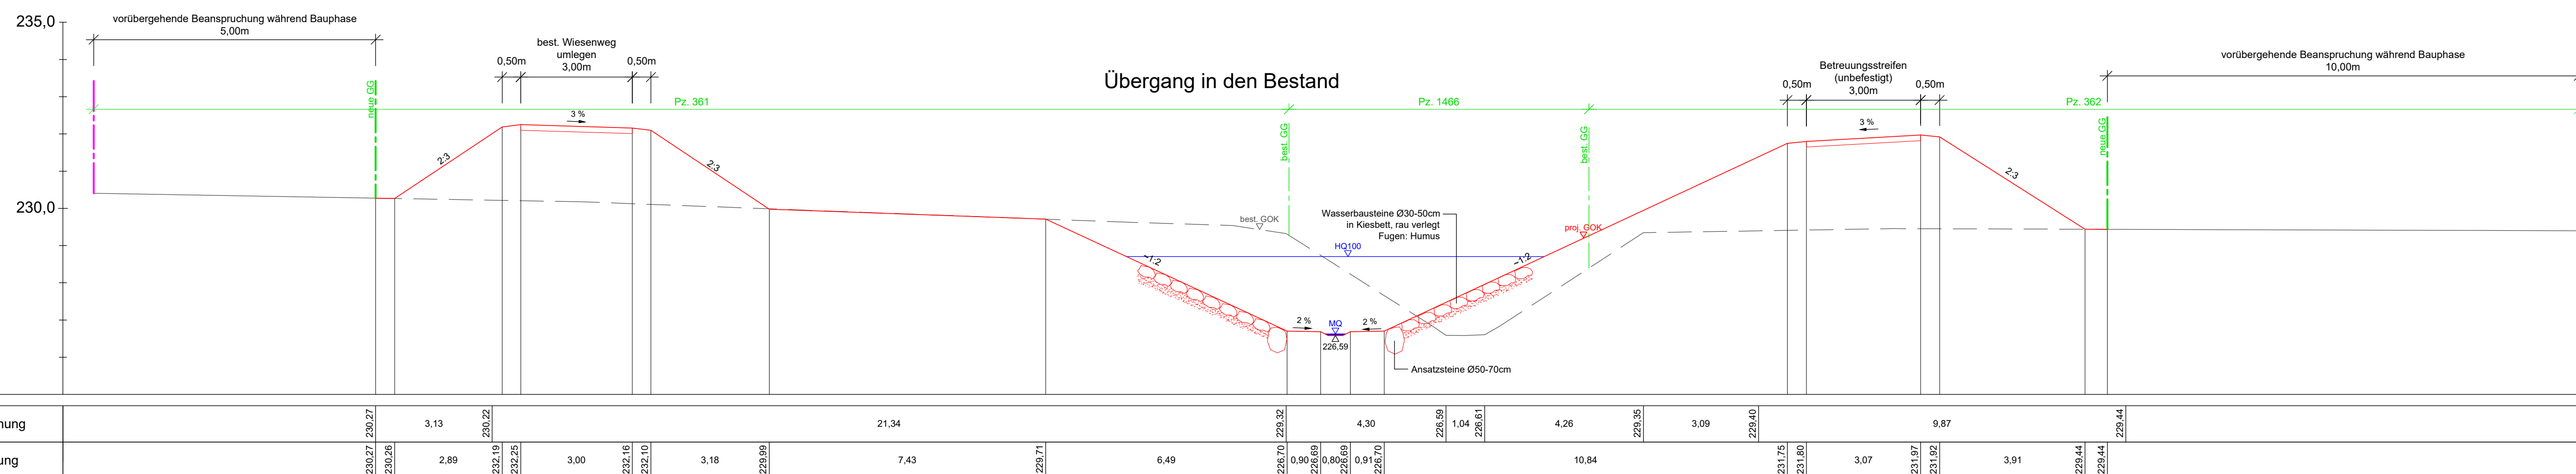 235,0
vorübergehende Beanspruchung während Bauphase
5,00m
best. Wiesenweg
umlegen
0,50m
3,00m
0,50m
Übergang in den Bestand
Betreuungsstreifen
(unbefestigt)
0,50m
3,00m
0,50m
vorübergehende Beanspruchung während Bauphase
10,00m
neue GG
Pz. 361
Pz. 1466
Pz. 362
3 %
best. GG
best. GG
3 %
neue GG
2:3
2:3
2:3
230,0
best. GOK
Wasserbausteine Ø30-50cm
in Kiesbett, rau verlegt
Fugen: Humus
proj. GOK
HQ100
~1:2
~1:2
2 %
MQ
2 %
226,59
Ansatzsteine Ø50-70cm
nung
230,27
3,13
230,22
21,34
229,32
4,30
226,59
1,04
226,61
4,26
229,35
3,09
229,40
9,87
229,44
ung
230,27
230,26
2,89
232,19
232,25
3,00
232,16
232,10
3,18
229,99
7,43
229,71
6,49
226,70
0,90
226,69
0,80
226,69
0,91
226,70
10,84
231,75
231,80
3,07
231,97
231,92
3,91
229,44
229,44